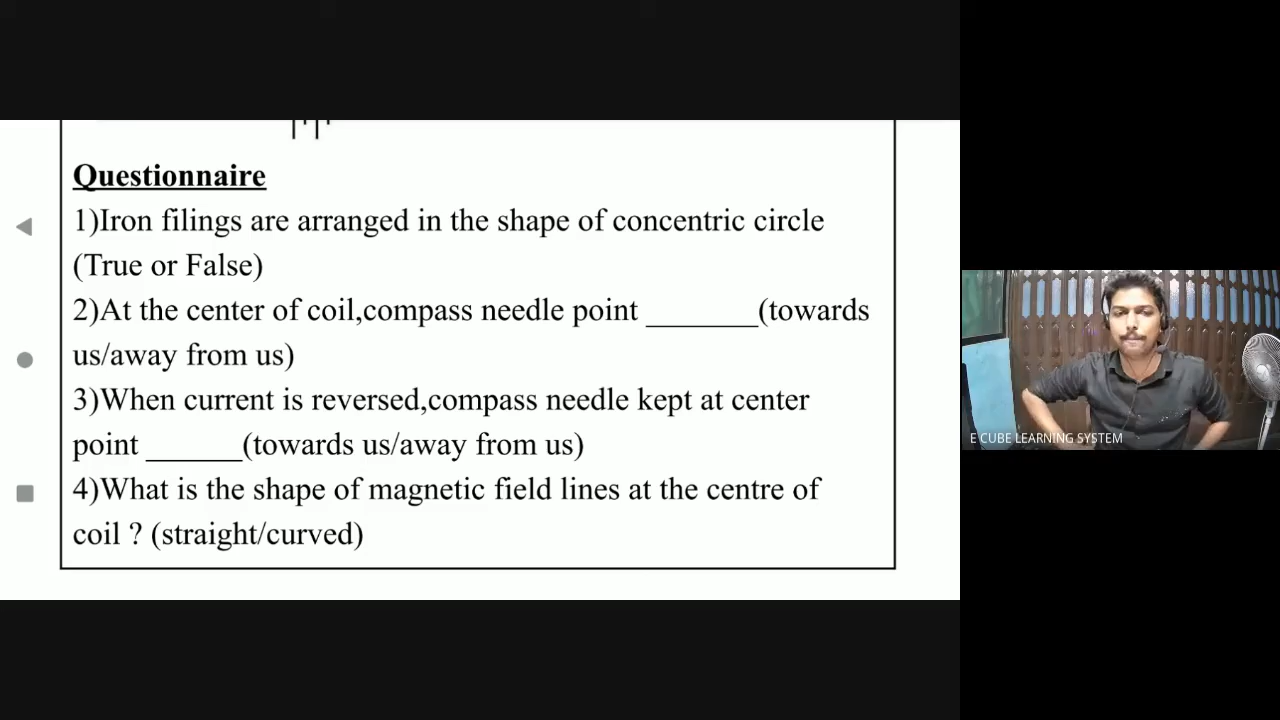 Questionnaire
1)Iron filings are arranged in the shape of concentric circle
(True or False)
2)At the center of coil,compass needle point _______(towards
us/away from us)
3)When current is reversed,compass needle kept at center
point ______(towards us/away from us)
4)What is the shape of magnetic field lines at the centre of
coil ? (straight/curved)
E CUBE LEARNING SYSTEM